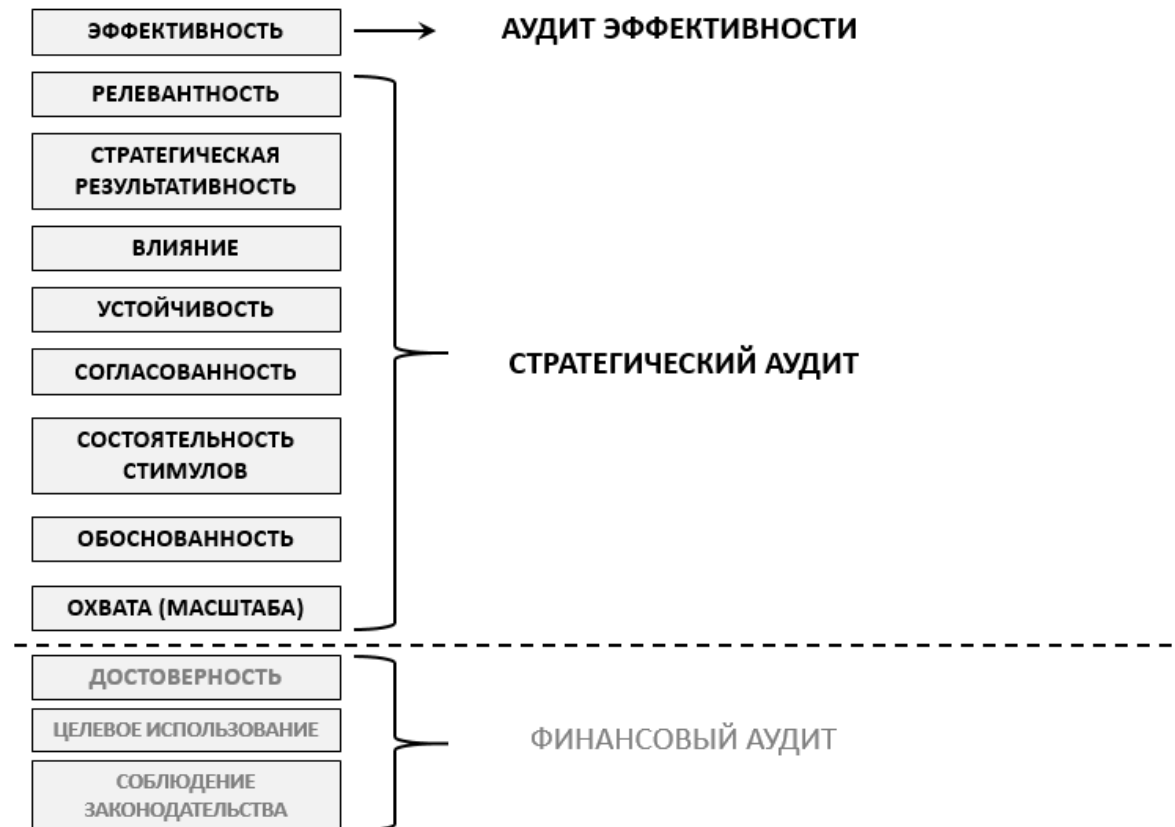 ЭФФЕКТИВНОСТЬ
АУДИТ ЭФФЕКТИВНОСТИ
РЕЛЕВАНТНОСТЬ
СТРАТЕГИЧЕСКАЯ
РЕЗУЛЬТАТИВНОСТЬ
ВЛИЯНИЕ
УСТОЙЧИВОСТЬ
СОГЛАСОВАННОСТЬ
СТРАТЕГИЧЕСКИЙ АУДИТ
СОСТОЯТЕЛЬНОСТЬ
СТИМУЛОВ
ОБОСНОВАННОСТЬ
ОХВАТА (МАСШТАБА)
ДОСТОВЕРНОСТЬ
ЦЕЛЕВОЕ ИСПОЛЬЗОВАНИЕ
ФИНАНСОВЫЙ АУДИТ
СОБЛЮДЕНИЕ
ЗАКОНОДАТЕЛЬСТВА